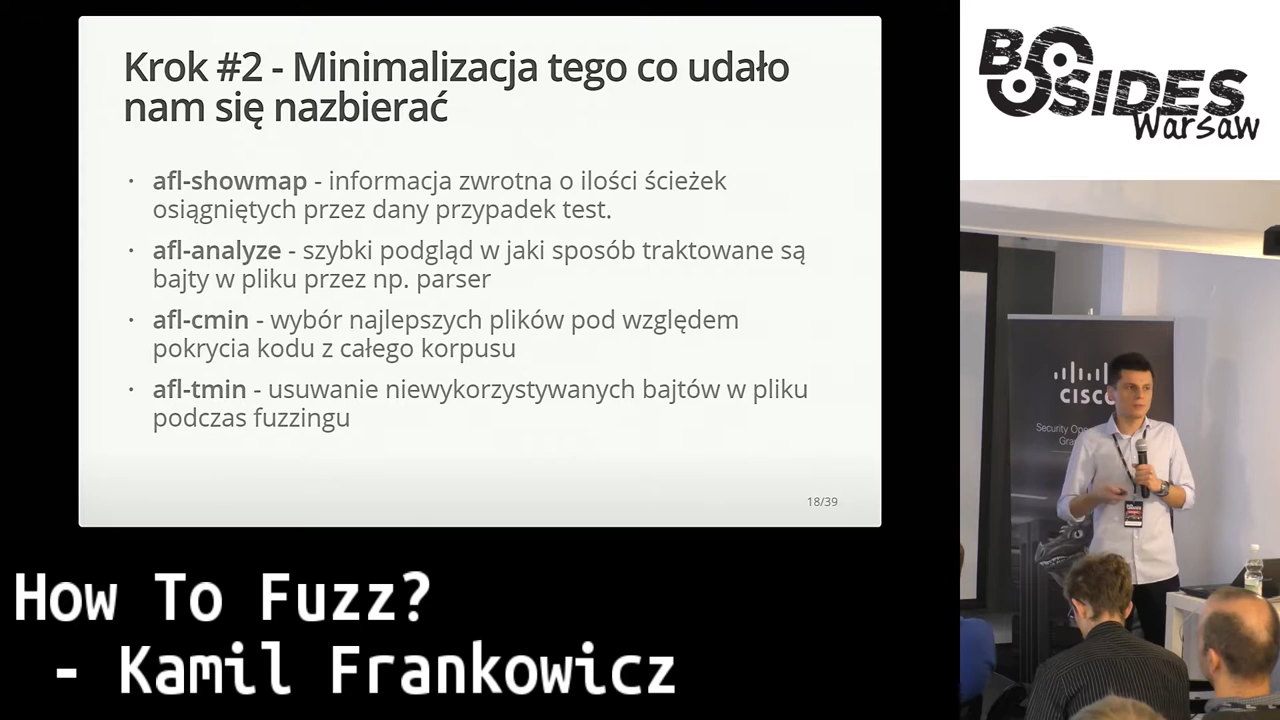 Krok #2 - Minimalizacja tego co udało
nam się nazbierać
· afl-showmap - informacja zwrotna o ilości ścieżek
osiągniętych przez dany przypadek test.
· afl-analyze - szybki podgląd w jaki sposób traktowane są
bajty w pliku przez np. parser
· afl-cmin - wybór najlepszych plików pod względem
pokrycia kodu z całego korpusu
· afl-tmin - usuwanie niewykorzystywanych bajtów w pliku
podczas fuzzingu
18/39
How To Fuzz?
- Kamil Frankowicz
BSIDES
Warsaw
CISCO
Security